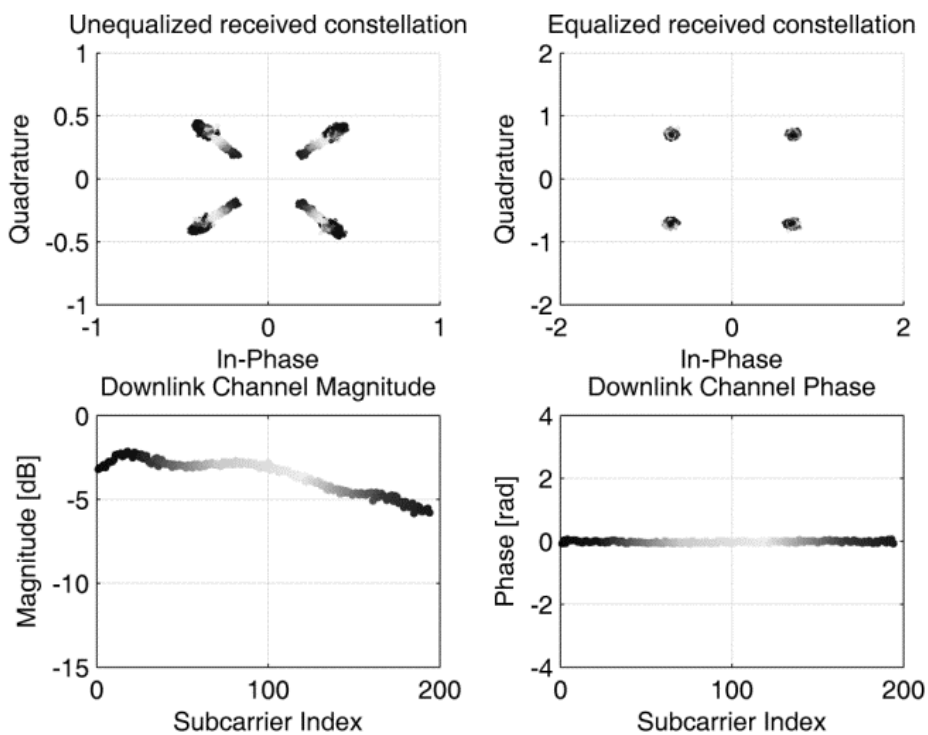 Unequalized received constellation
Quadrature
1
0.5
0
-0.5
-1
-1
0
1
In-Phase
Equalized received constellation
Quadrature
2
1
0
-1
-2
-2
0
2
In-Phase
Downlink Channel Magnitude
Magnitude [dB]
0
-5
-10
-15
0
100
200
Subcarrier Index
Downlink Channel Phase
Phase [rad]
4
2
0
-2
-4
0
100
200
Subcarrier Index